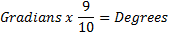 Gradians x 9/10 = Degrees